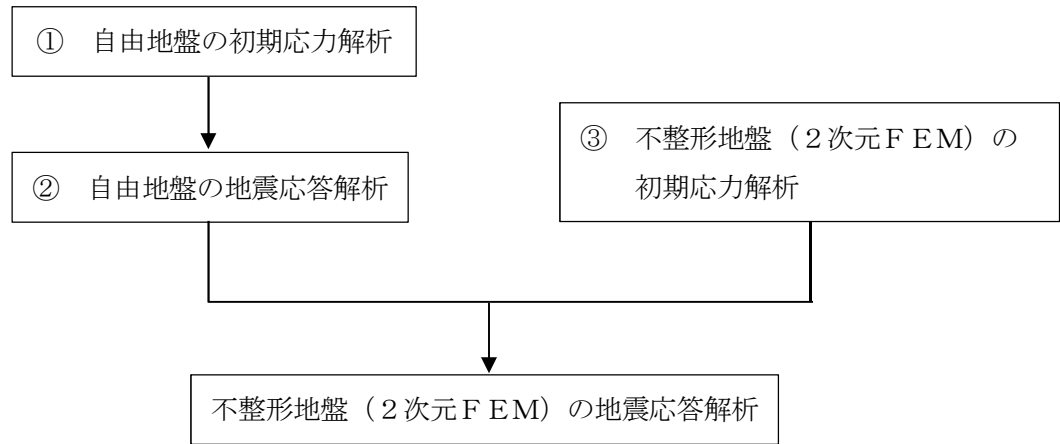 ① 自由地盤の初期応力解析
② 自由地盤の地震応答解析
③ 不整形地盤(2次元FEM)の
初期応力解析
不整形地盤(2次元FEM)の地震応答解析